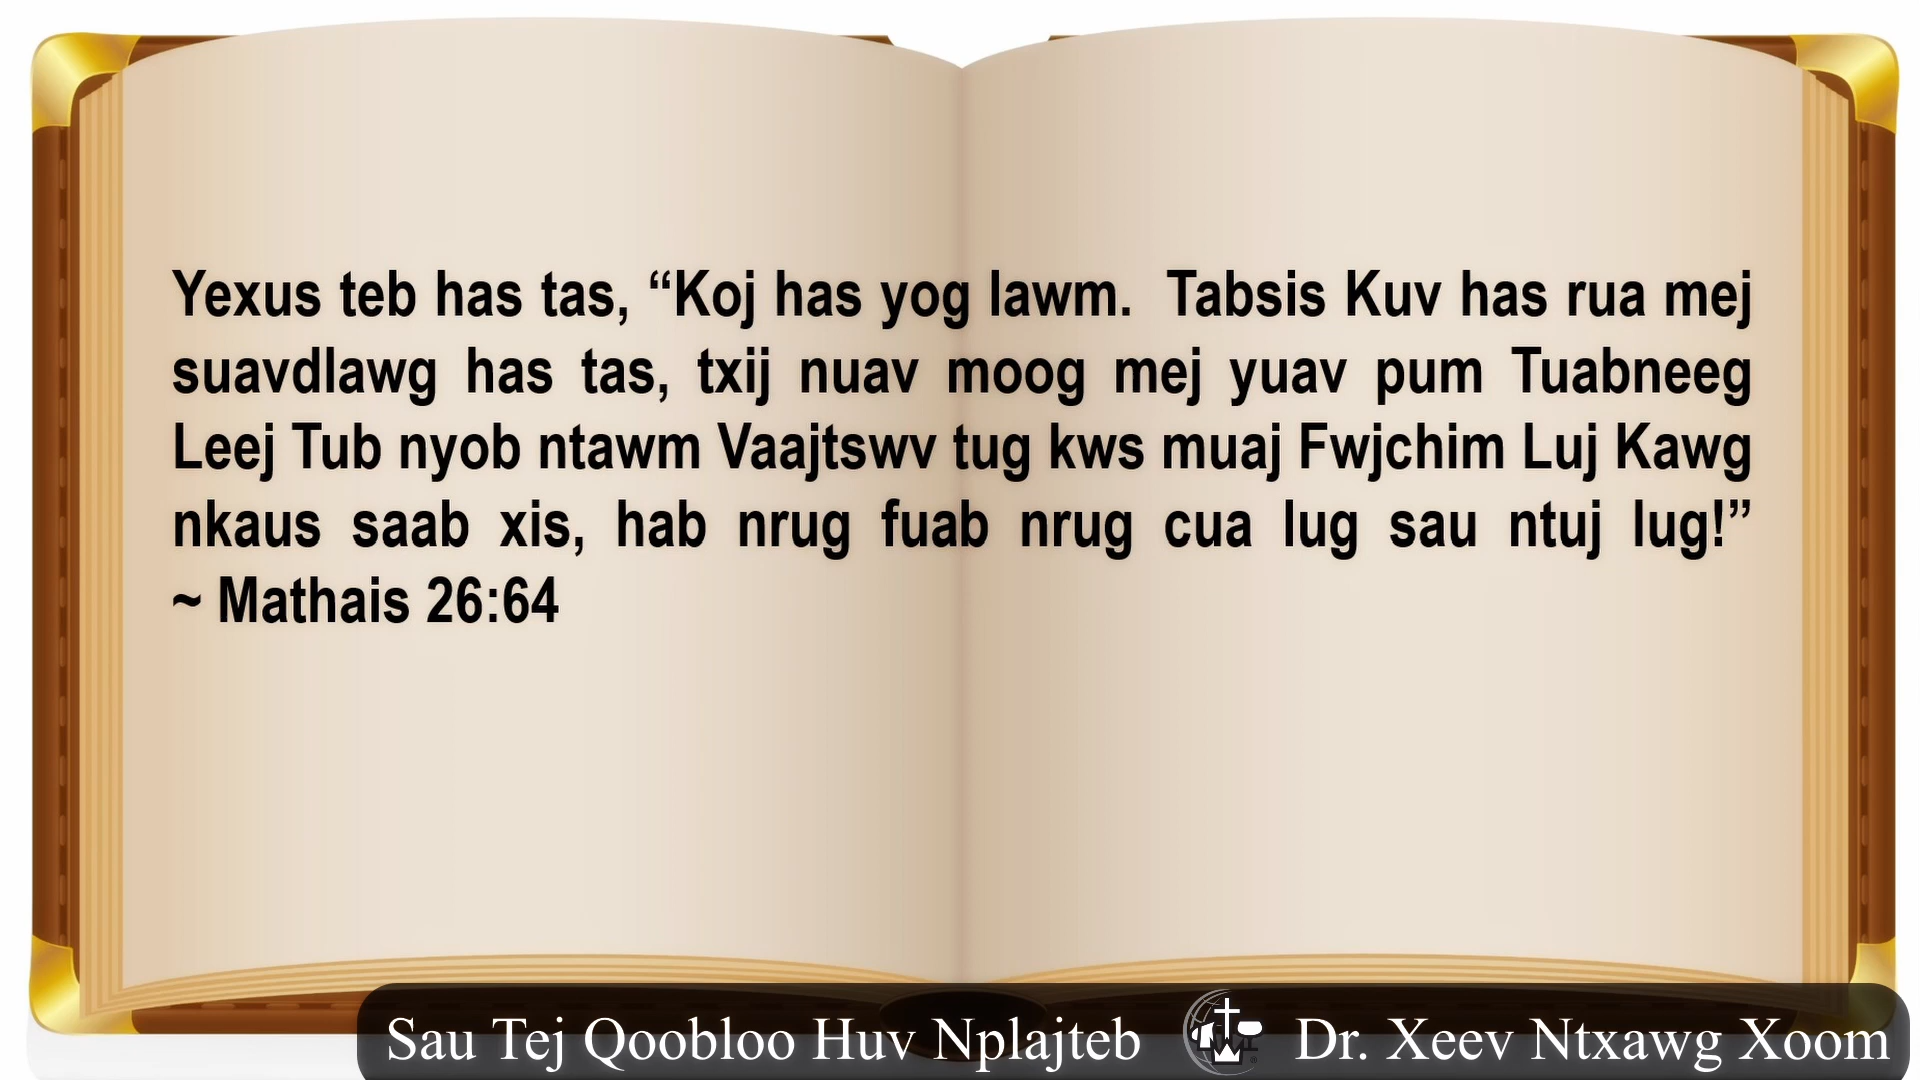 Yexus teb has tas, “Koj has yog lawm.  Tabsis Kuv has rua mej
suavdlawg has tas, txij nuav moog mej yuav pum Tuabneeg
Leej Tub nyob ntawm Vaajtswv tug kws muaj Fwjchim Luj Kawg
nkaus saab xis, hab nrug fuab nrug cua lug sau ntuj lug!”
~ Mathais 26:64
Sau Tej Qoobloo Huv Nplajteb Dr. Xeev Ntxawg Xoom